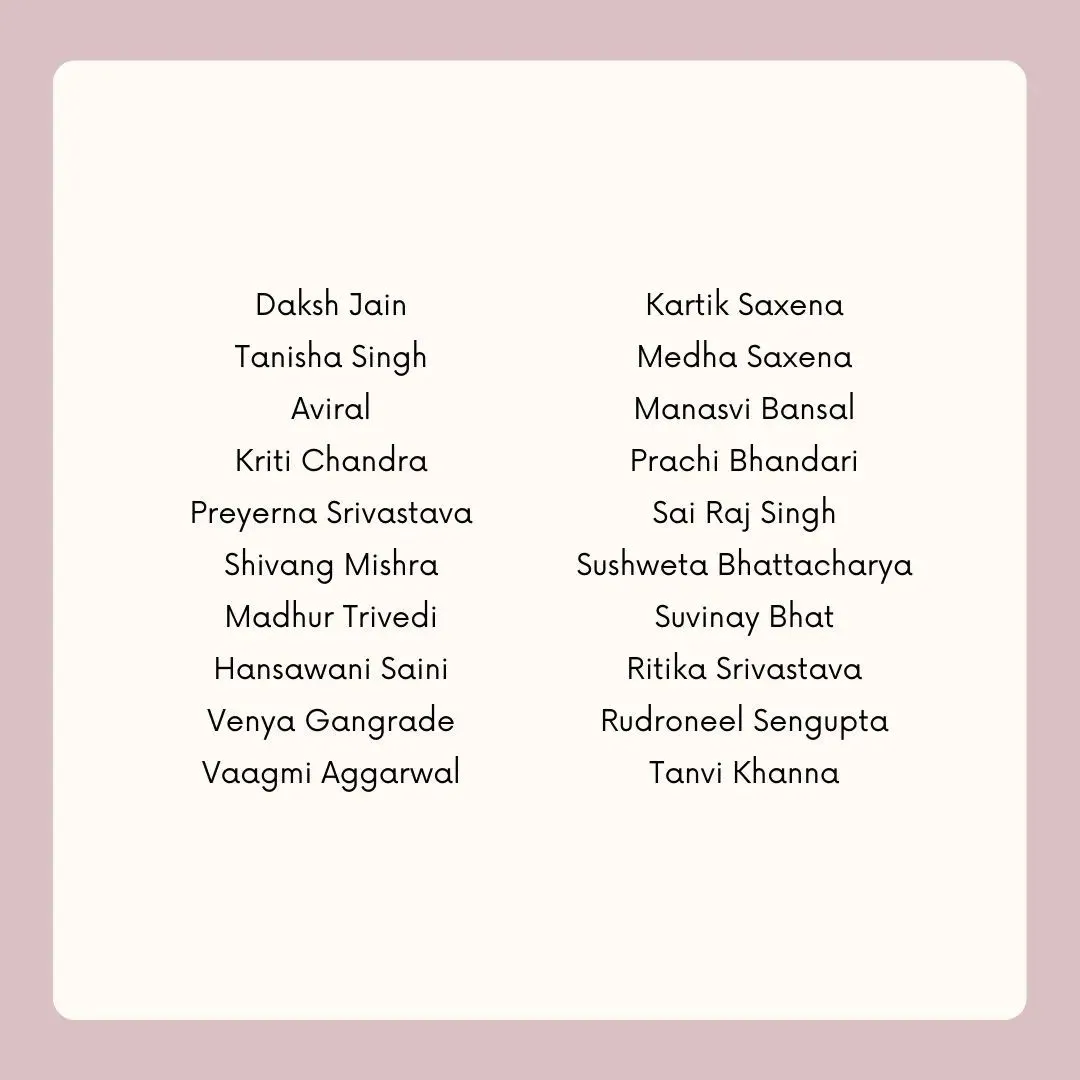 Daksh Jain
Tanisha Singh
Aviral
Kriti Chandra
Preyerna Srivastava
Shivang Mishra
Madhur Trivedi
Hansawani Saini
Venya Gangrade
Vaagmi Aggarwal
Kartik Saxena
Medha Saxena
Manasvi Bansal
Prachi Bhandari
Sai Raj Singh
Sushweta Bhattacharya
Suvinay Bhat
Ritika Srivastava
Rudroneel Sengupta
Tanvi Khanna